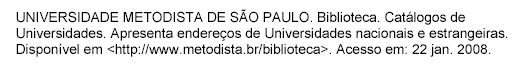 UNIVERSIDADE METODISTA DE SÃO PAULO. Biblioteca. Catálogos de
Universidades. Apresenta endereços de Universidades nacionais e estrangeiras.
Disponível em <http://www.metodista.br/biblioteca>. Acesso em: 22 jan. 2008.